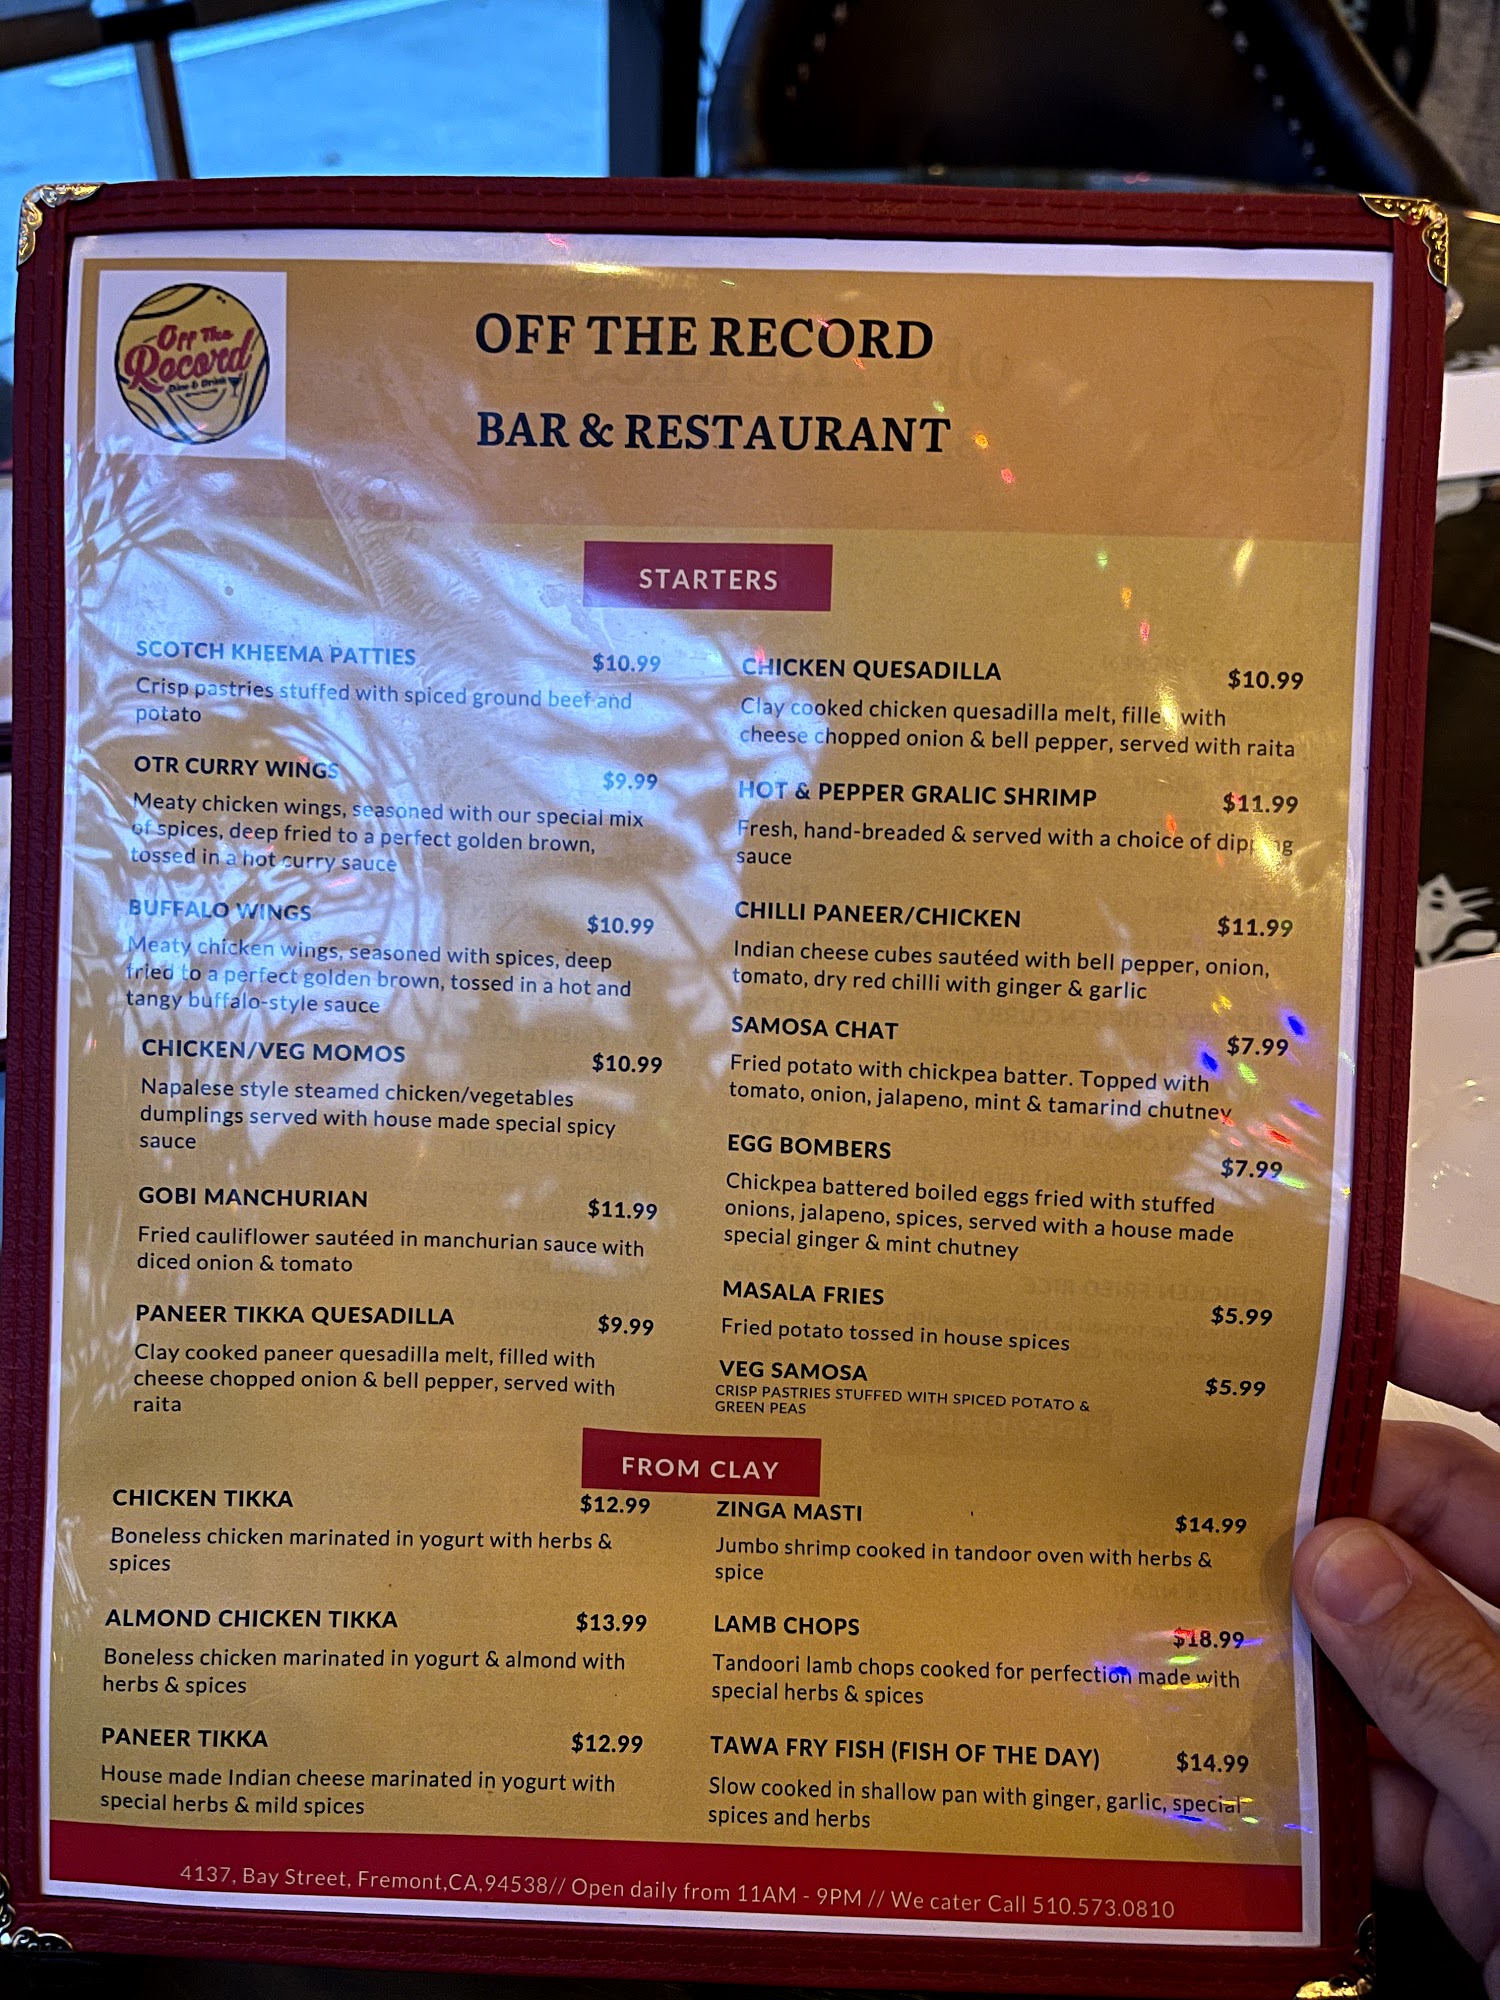 Off The
Record
Dine & Drink
OFF THE RECORD
BAR & RESTAURANT
STARTERS
SCOTCH KHEEMA PATTIES
$10.99
Crisp pastries stuffed with spiced ground beef and
potato
OTR CURRY WINGS
$9.99
Meaty chicken wings, seasoned with our special mix
of spices, deep fried to a perfect golden brown,
tossed in a hot curry sauce
BUFFALO WINGS
$10.99
Meaty chicken wings, seasoned with spices, deep
fried to a perfect golden brown, tossed in a hot and
tangy buffalo-style sauce
CHICKEN/VEG MOMOS
$10.99
Napalese style steamed chicken/vegetables
dumplings served with house made special spicy
sauce
GOBI MANCHURIAN
$11.99
Fried cauliflower sautéed in manchurian sauce with
diced onion & tomato
PANEER TIKKA QUESADILLA
$9.99
Clay cooked paneer quesadilla melt, filled with
cheese chopped onion & bell pepper, served with
raita
CHICKEN QUESADILLA
$10.99
Clay cooked chicken quesadilla melt, filled with
cheese chopped onion & bell pepper, served with raita
HOT & PEPPER GRALIC SHRIMP
$11.99
Fresh, hand-breaded & served with a choice of dipping
sauce
CHILLI PANEER/CHICKEN
$11.99
Indian cheese cubes sautéed with bell pepper, onion,
tomato, dry red chilli with ginger & garlic
SAMOSA CHAT
$7.99
Fried potato with chickpea batter. Topped with
tomato, onion, jalapeno, mint & tamarind chutney
EGG BOMBERS
$7.99
Chickpea battered boiled eggs fried with stuffed
onions, jalapeno, spices, served with a house made
special ginger & mint chutney
MASALA FRIES
$5.99
Fried potato tossed in house spices
VEG SAMOSA
$5.99
CRISP PASTRIES STUFFED WITH SPICED POTATO &
GREEN PEAS
FROM CLAY
CHICKEN TIKKA
$12.99
Boneless chicken marinated in yogurt with herbs &
spices
ALMOND CHICKEN TIKKA
$13.99
Boneless chicken marinated in yogurt & almond with
herbs & spices
PANEER TIKKA
$12.99
House made Indian cheese marinated in yogurt with
special herbs & mild spices
ZINGA MASTI
$14.99
Jumbo shrimp cooked in tandoor oven with herbs &
spice
LAMB CHOPS
$18.99
Tandoori lamb chops cooked for perfection made with
special herbs & spices
TAWA FRY FISH (FISH OF THE DAY)
$14.99
Slow cooked in shallow pan with ginger, garlic, special
spices and herbs
4137, Bay Street, Fremont,CA,94538// Open daily from 11AM - 9PM // We cater Call 510.573.0810